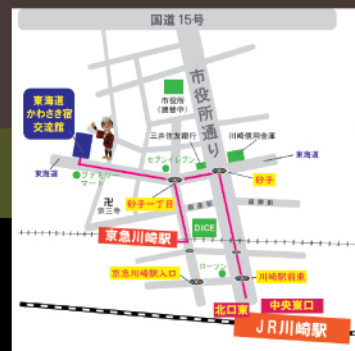 国道15号
市役所
(建替中)
市役所通り
東海道
かわさき宿
交流館
三井住友銀行
川崎信用金庫
セブンイレブン
東海道
東海道
ファミリー
マート
砂子
卍
宗三寺
砂子一丁目
DICE
京急川崎駅
京急川崎駅入口
ローソン
川崎駅前東
北口東
中央東口
JR川崎駅